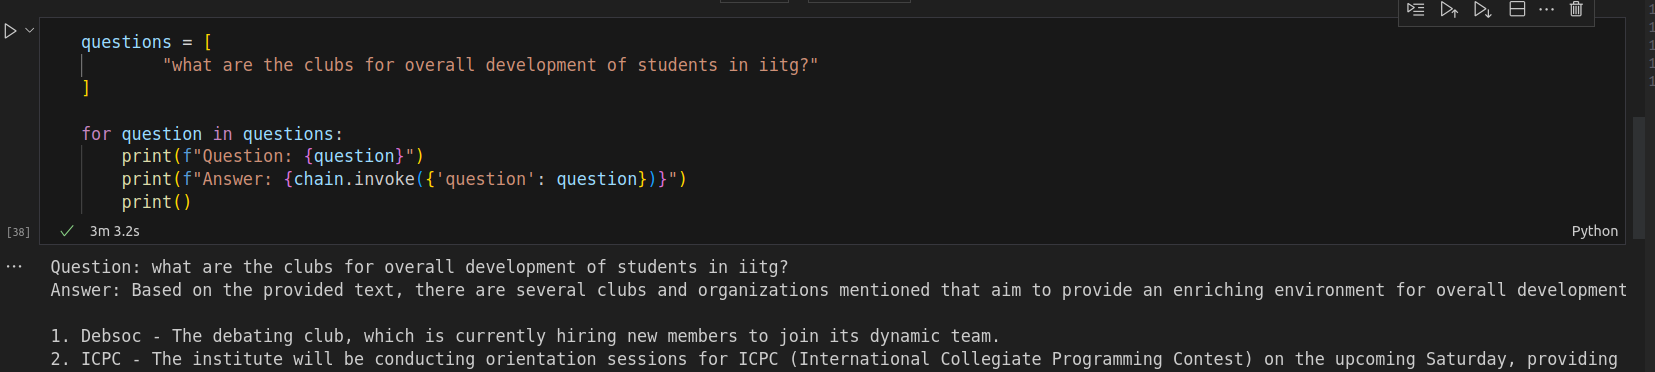 questions = [
"what are the clubs for overall development of students in iitg?"
]
for question in questions:
print(f"Question: {question}")
print(f"Answer: {chain.invoke({'question': question})}")
print()
[38]
3m 3.2s
Python
Question: what are the clubs for overall development of students in iitg?
Answer: Based on the provided text, there are several clubs and organizations mentioned that aim to provide an enriching environment for overall development
1. Debsoc - The debating club, which is currently hiring new members to join its dynamic team.
2. ICPC - The institute will be conducting orientation sessions for ICPC (International Collegiate Programming Contest) on the upcoming Saturday, providing